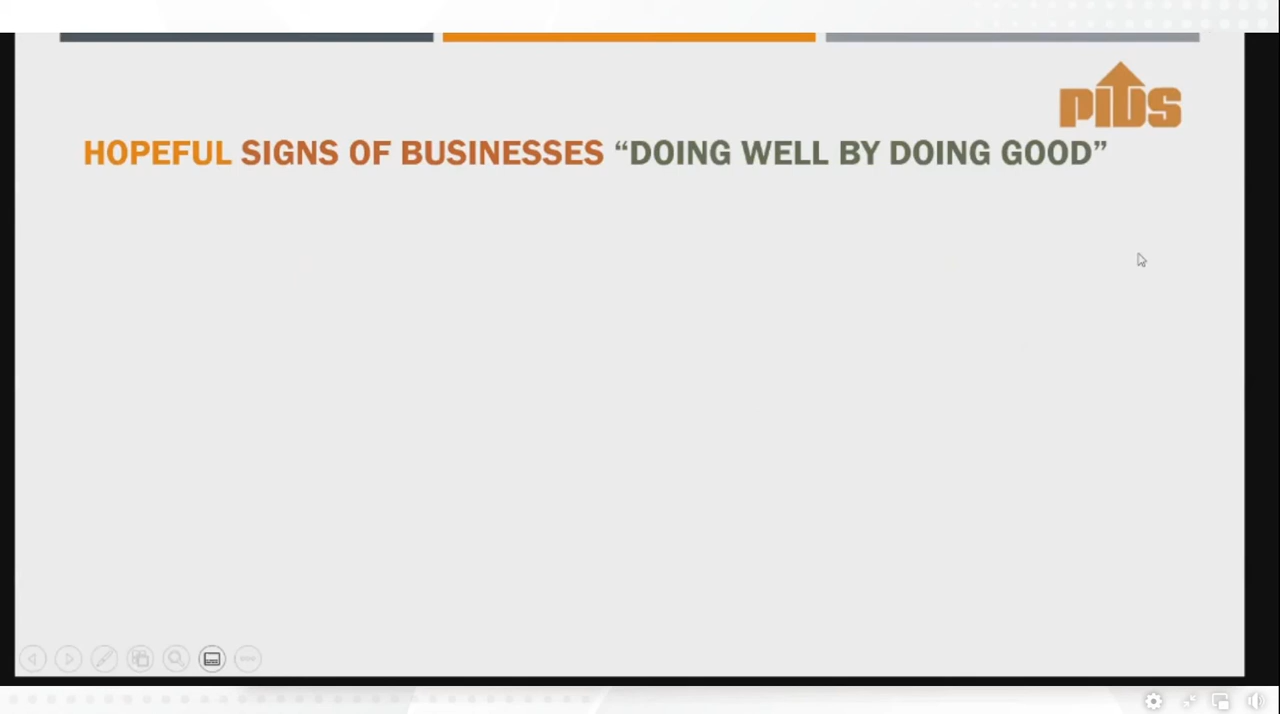 PIDS
HOPEFUL SIGNS OF BUSINESSES “DOING WELL BY DOING GOOD”